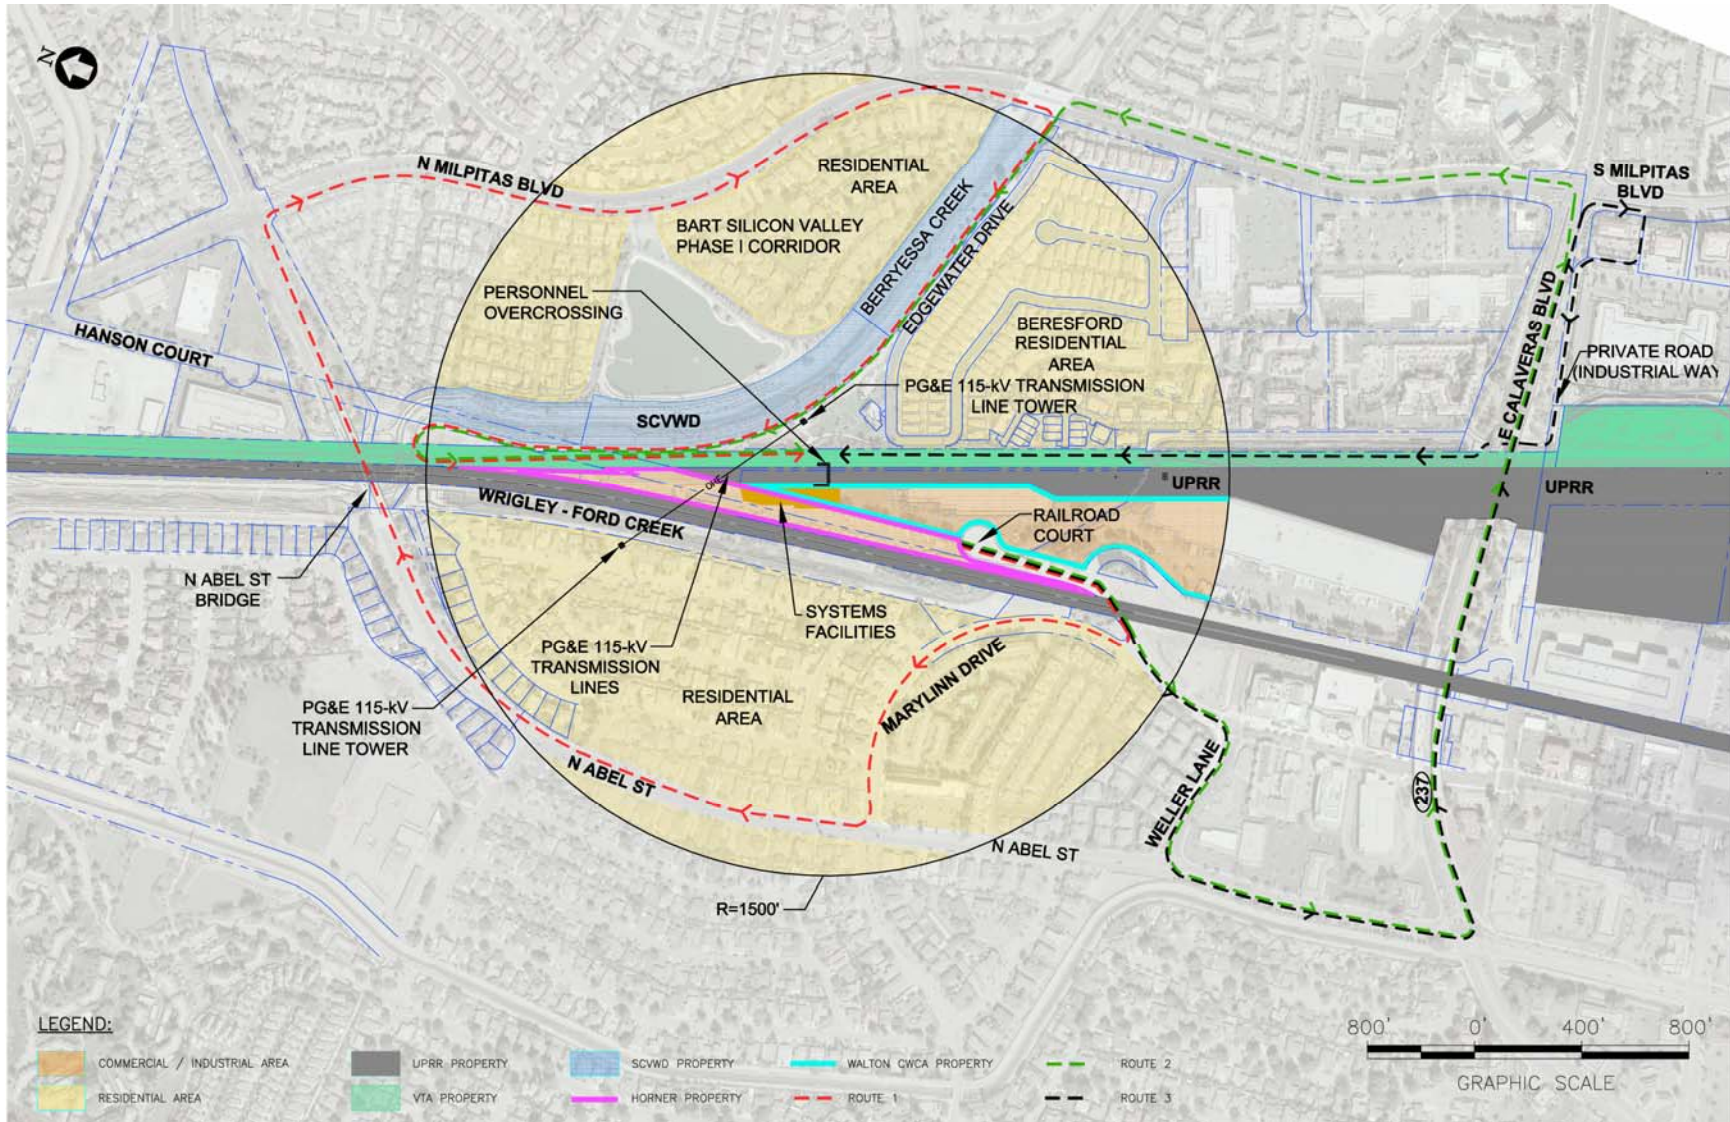 N
N MILPITAS BLVD
RESIDENTIAL
AREA
BART SILICON VALLEY
PHASE I CORRIDOR
BERRYESSA CREEK
EDGEWATER DRIVE
S MILPITAS
BLVD
PERSONNEL
OVERCROSSING
HANSON COURT
BERESFORD
RESIDENTIAL
AREA
E CALAVERAS BLVD
PRIVATE ROAD
(INDUSTRIAL WAY
PG&E 115-kV TRANSMISSION
LINE TOWER
SCVWD
OHE
UPRR
UPRR
WRIGLEY - FORD CREEK
RAILROAD
COURT
N ABEL ST
BRIDGE
SYSTEMS
FACILITIES
PG&E 115-kV
TRANSMISSION
LINES
MARYLINN DRIVE
RESIDENTIAL
AREA
PG&E 115-kV
TRANSMISSION
LINE TOWER
N ABEL ST
WELLER LANE
237
N ABEL ST
R=1500'
LEGEND:
COMMERCIAL / INDUSTRIAL AREA
UPRR PROPERTY
SCVWD PROPERTY
WALTON CWCA PROPERTY
ROUTE 2
RESIDENTIAL AREA
VTA PROPERTY
HORNER PROPERTY
ROUTE 1
ROUTE 3
800' 0' 400' 800'
GRAPHIC SCALE